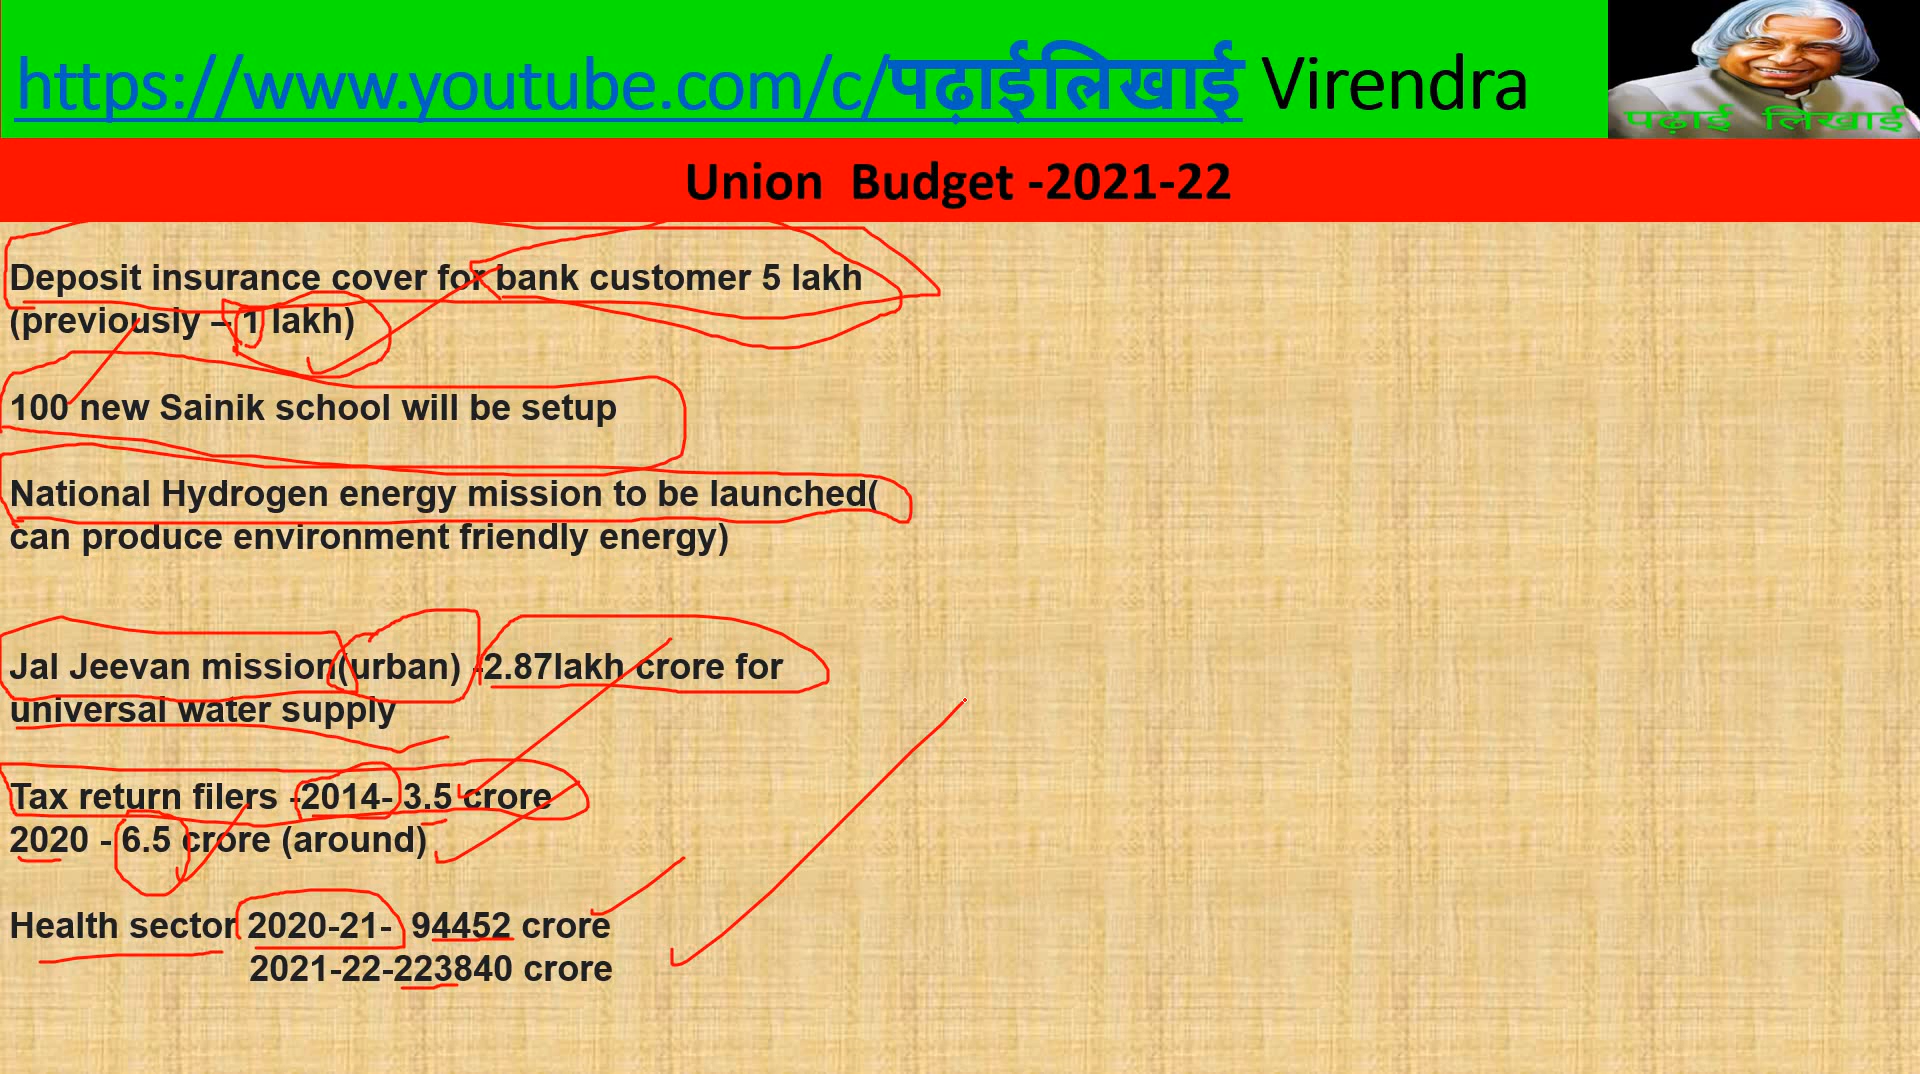 https://www.youtube.com/c/पढ़ाईलिखाई Virendra
पढ़ाई लिखाई
Union Budget -2021-22
Deposit insurance cover for bank customer 5 lakh
(previously – 1 lakh)
100 new Sainik school will be setup
National Hydrogen energy mission to be launched(
can produce environment friendly energy)
Jal Jeevan mission(urban) -2.87lakh crore for
universal water supply
Tax return filers -2014- 3.5 crore
2020 - 6.5 crore (around)
Health sector 2020-21- 94452 crore
2021-22-223840 crore